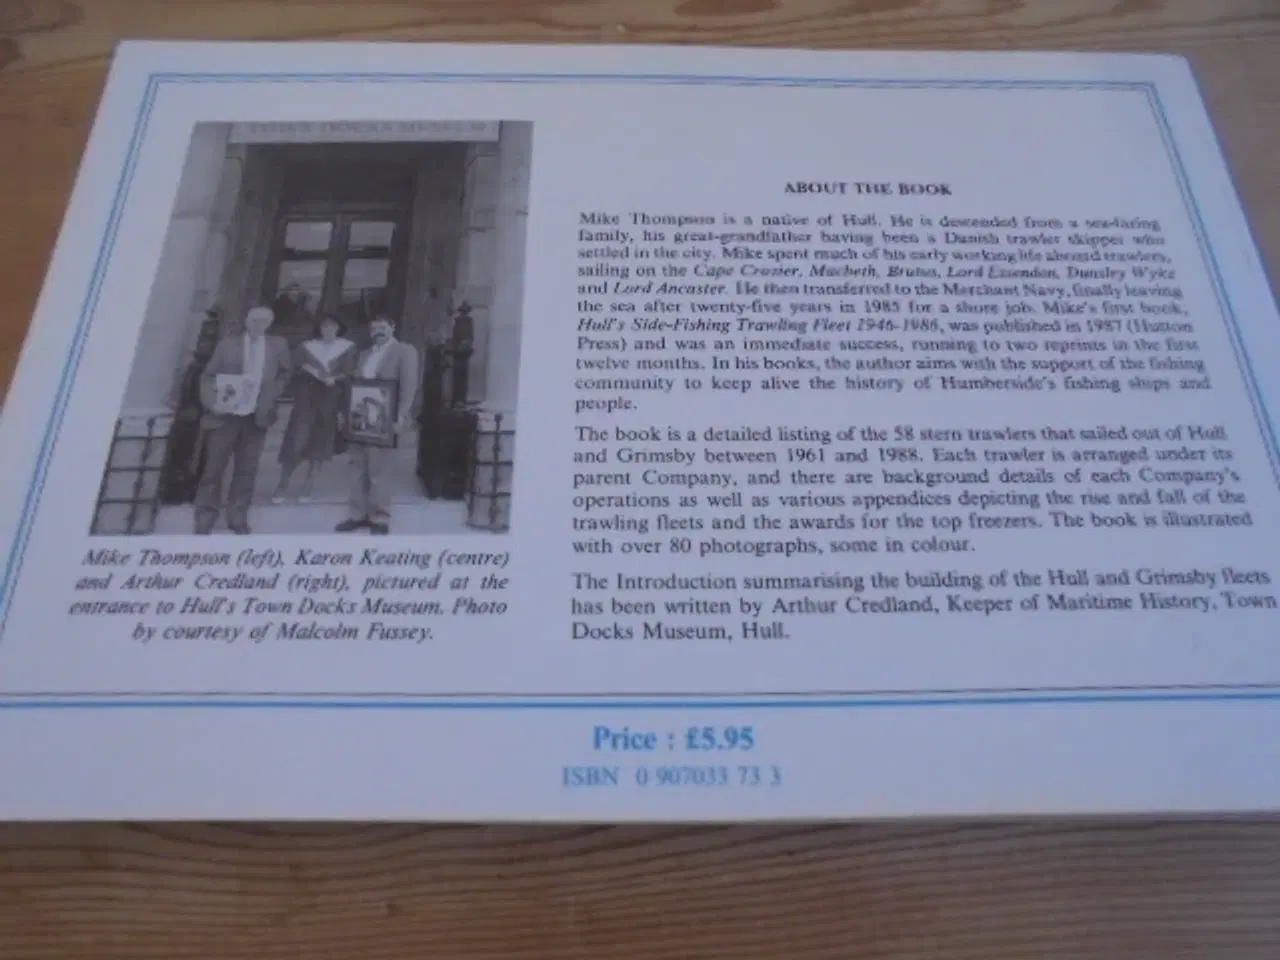 TOWN DOCKS MUSEUM
Mike Thompson (left), Karon Keating (centre)
and Arthur Credland (right), pictured at the
entrance to Hull's Town Docks Museum. Photo
by courtesy of Malcolm Fussey.
ABOUT THE BOOK
Mike Thompson is a native of Hull. He is descended from a sea-faring
family, his great-grandfather having been a Danish trawler skipper who
settled in the city. Mike spent much of his early working life aboard trawlers,
sailing on the Cape Crozier, Macbeth, Brutus, Lord Essendon, Dunsley Wyke
and Lord Ancaster. He then transferred to the Merchant Navy, finally leaving
the sea after twenty-five years in 1985 for a shore job. Mike's first book,
Hull's Side-Fishing Trawling Fleet 1946-1986, was published in 1987 (Hutton
Press) and was an immediate success, running to two reprints in the first
twelve months. In his books, the author aims with the support of the fishing
community to keep alive the history of Humberside's fishing ships and
people.
The book is a detailed listing of the 58 stern trawlers that sailed out of Hull
and Grimsby between 1961 and 1988. Each trawler is arranged under its
parent Company, and there are background details of each Company's
operations as well as various appendices depicting the rise and fall of the
trawling fleets and the awards for the top freezers. The book is illustrated
with over 80 photographs, some in colour.
The Introduction summarising the building of the Hull and Grimsby fleets
has been written by Arthur Credland, Keeper of Maritime History, Town
Docks Museum, Hull.
Price : £5.95
ISBN 0 907033 73 3